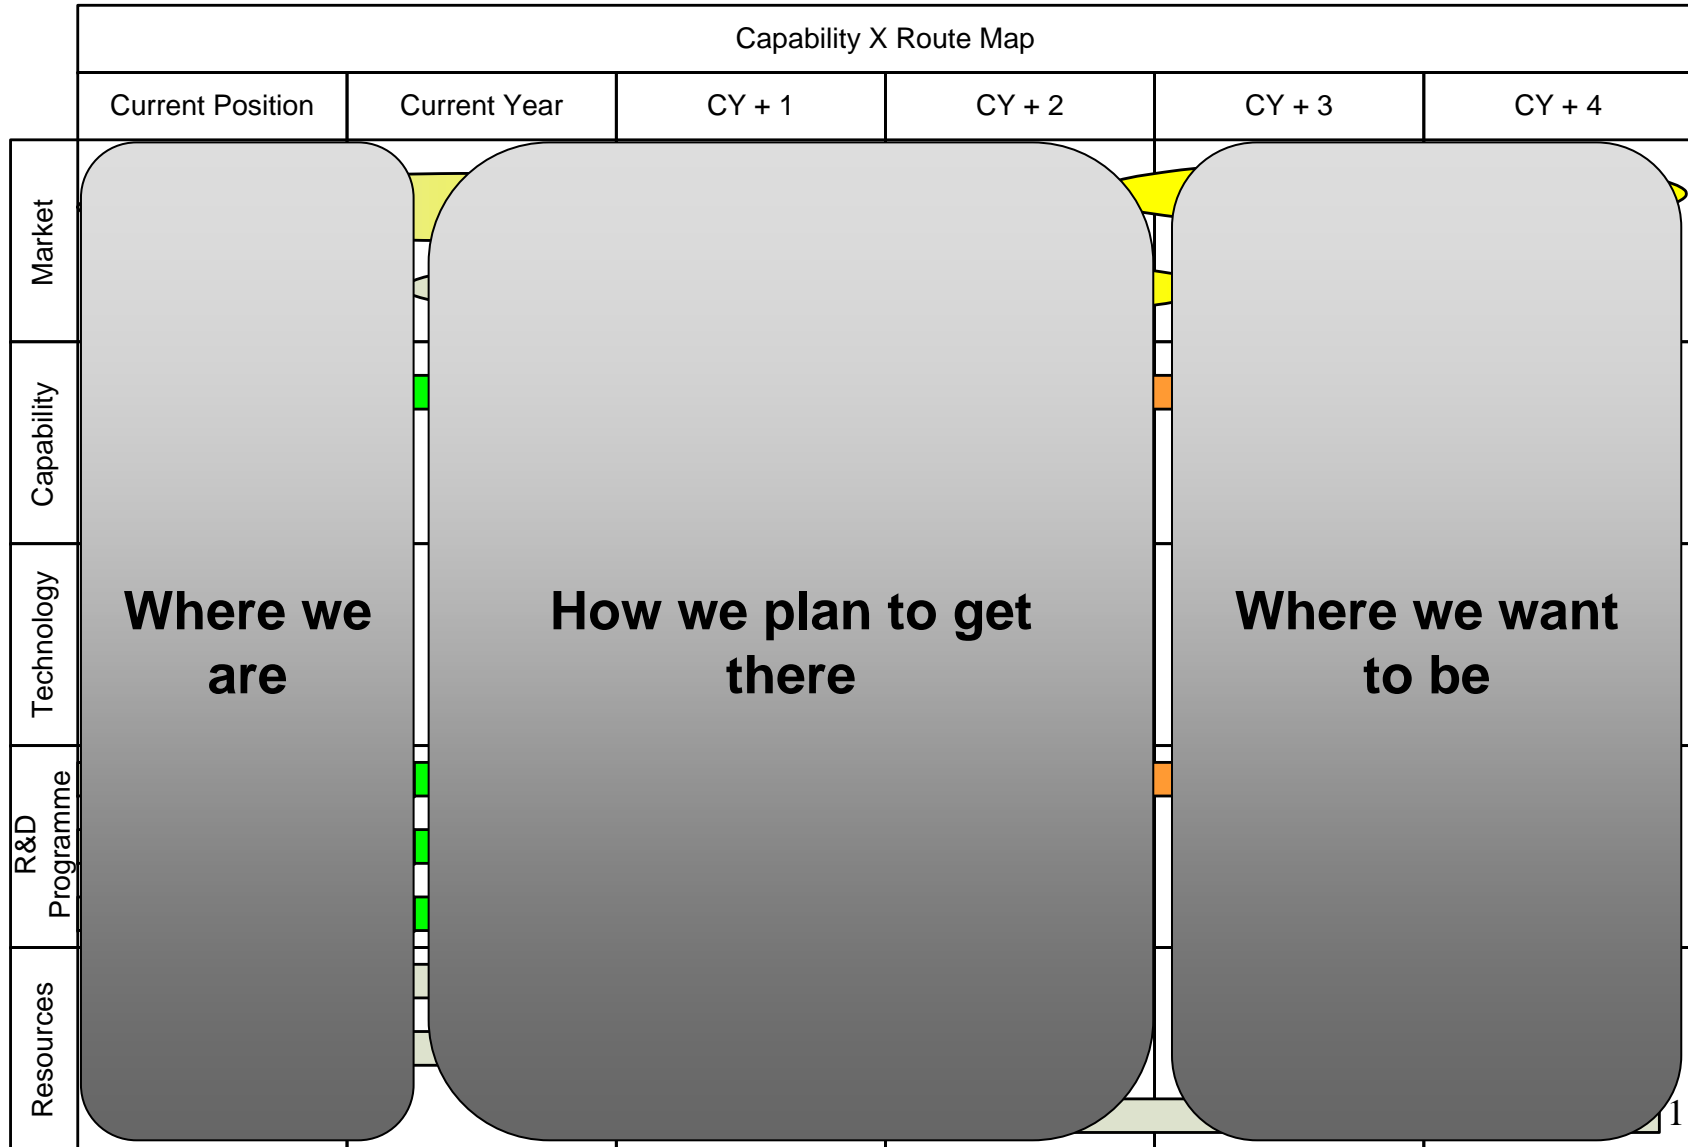 Capability X Route Map
Current Position
Current Year
CY + 1
CY + 2
CY + 3
CY + 4
Market
Capability
Technology
R&D
Programme
Resources
Where we
are
How we plan to get
there
Where we want
to be
1